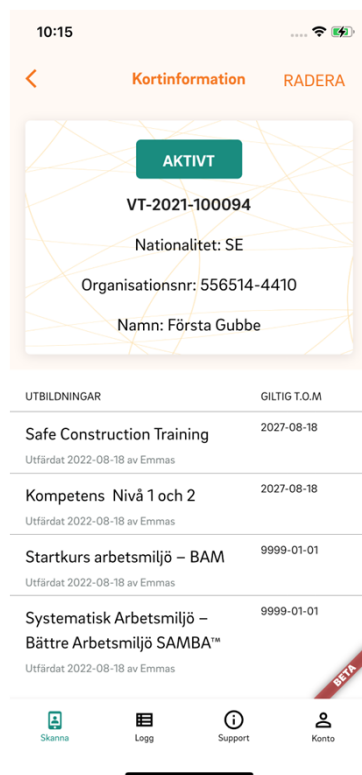 10:15
Kortinformation
RADERA
AKTIVT
VT-2021-100094
Nationalitet: SE
Organisationsnr: 556514-4410
Namn: Första Gubbe
UTBILDNINGAR
GILTIG T.O.M
Safe Construction Training
2027-08-18
Utfärdat 2022-08-18 av Emmas
Kompetens Nivå 1 och 2
2027-08-18
Utfärdat 2022-08-18 av Emmas
Startkurs arbetsmiljö – BAM
9999-01-01
Utfärdat 2022-08-18 av Emmas
Systematisk Arbetsmiljö –
9999-01-01
Bättre Arbetsmiljö SAMBA™
Utfärdat 2022-08-18 av Emmas
BETA
Skanna
Logg
Support
Konto